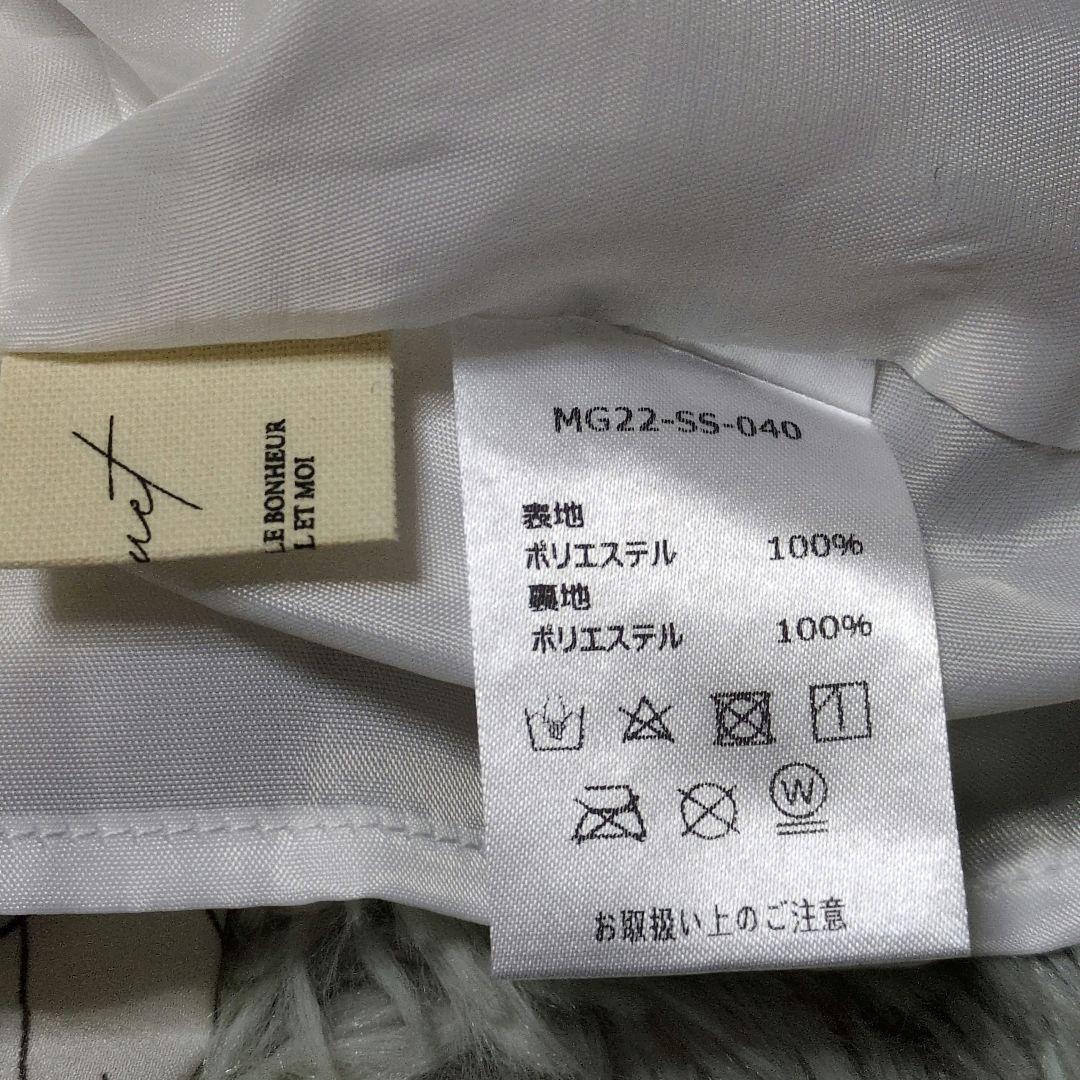 LE BONHEUR
L ET MOI
MG22-SS-040
表地
ポリエステル 100%
裏地
ポリエステル 100%
W
お取扱い上のご注意